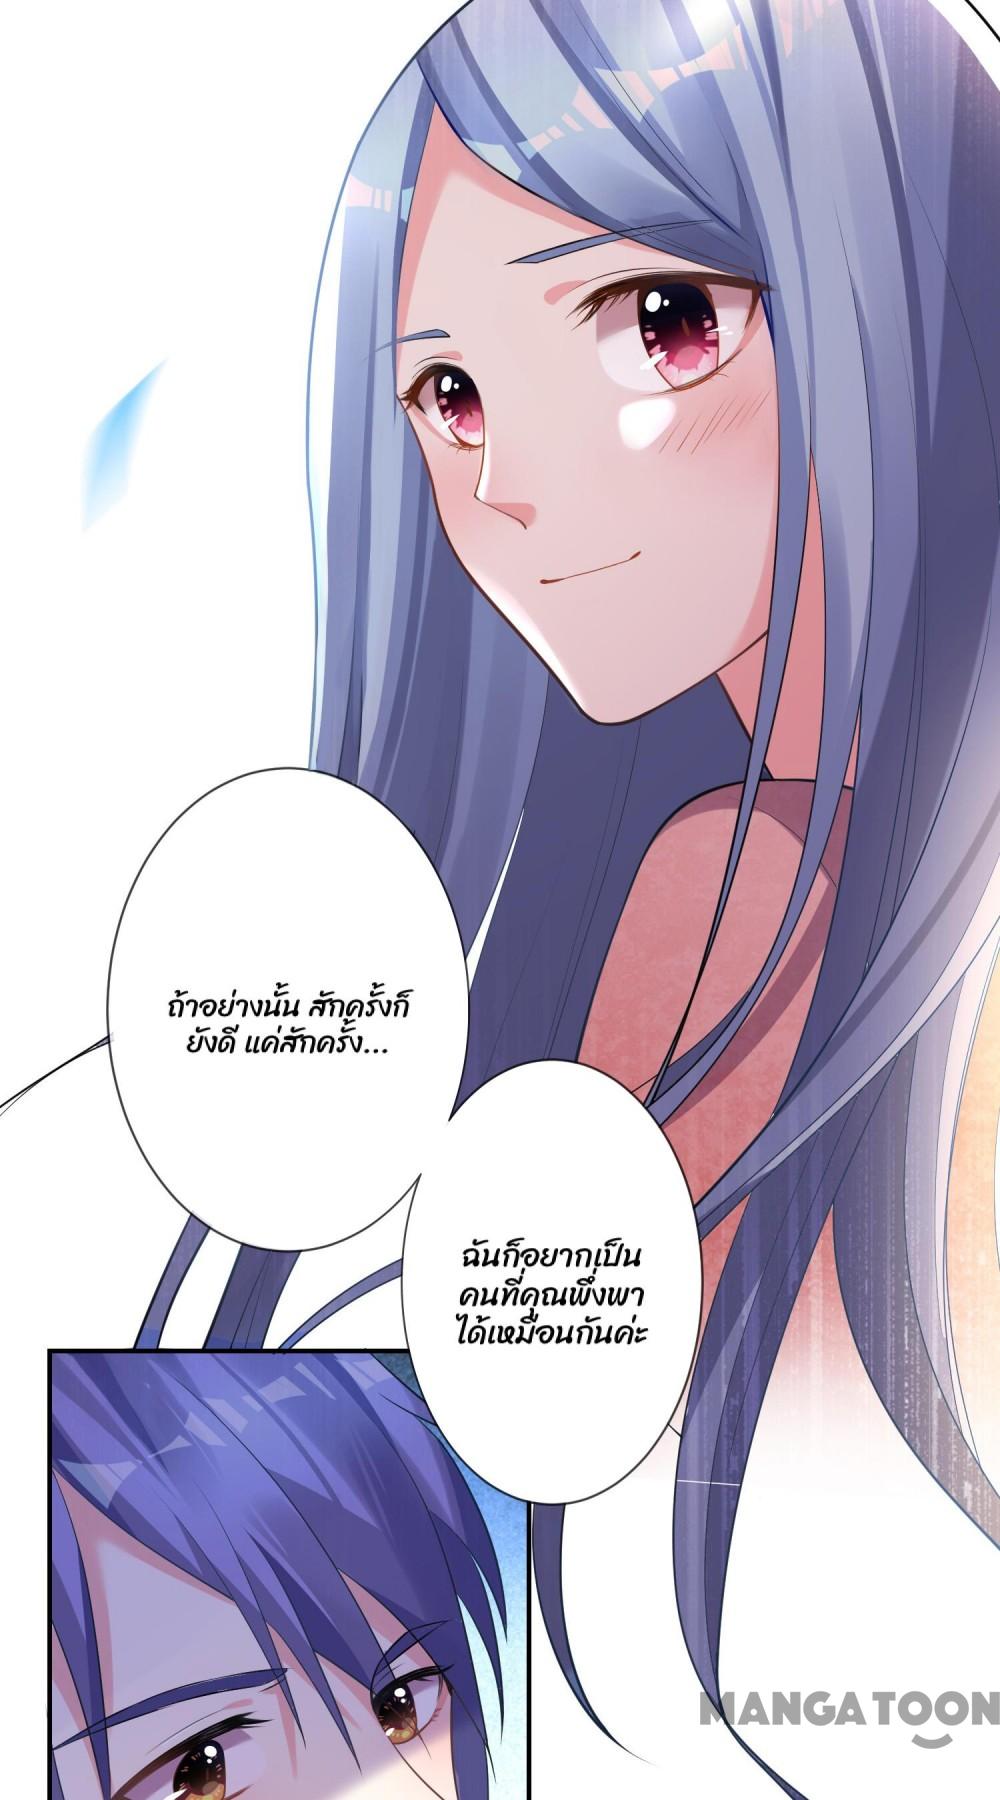 ถ้าอย่างนั้น สักครั้งก็
ยังดี แค่สักครั้ง...
ฉันก็อยากเป็น
คนที่คุณพึ่งพา
ได้เหมือนกันค่ะ
MANGATOON